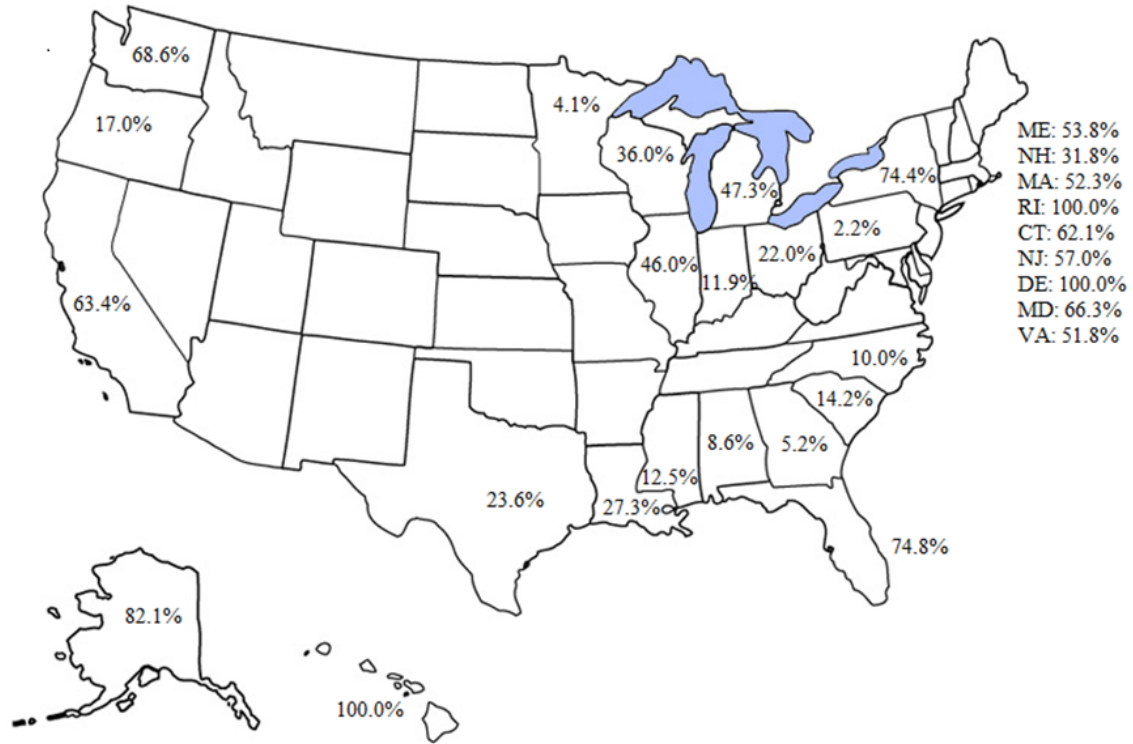 68.6%
4.1%
17.0%
ME: 53.8%
NH: 31.8%
MA: 52.3%
RI: 100.0%
CT: 62.1%
NJ: 57.0%
DE: 100.0%
MD: 66.3%
VA: 51.8%
36.0%
47.3%
74.4%
2.2%
22.0%
46.0%
11.9%
63.4%
10.0%
14.2%
8.6%
5.2%
12.5%
23.6%
27.3%
74.8%
82.1%
100.0%